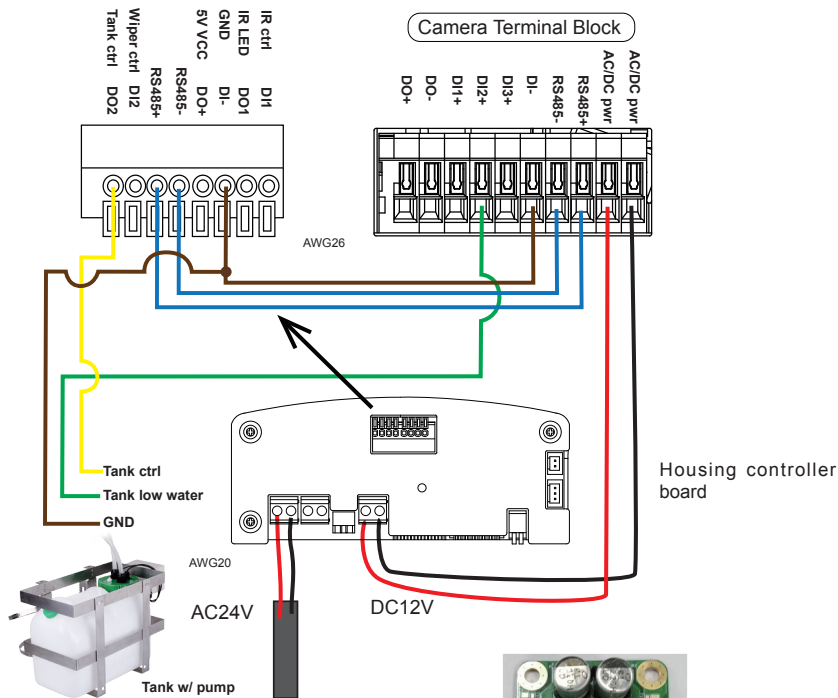 Camera Terminal Block
Tank ctrl DO2
Wiper ctrl DI2
RS485+
RS485-
5V VCC DO+
GND DI-
IR LED DO1
IR ctrl DI1
DO+
DO-
DI1+
DI2+
DI3+
DI-
RS485-
RS485+
AC/DC pwr
AC/DC pwr
AWG26
Tank ctrl
Tank low water
GND
Housing controller
board
AWG20
AC24V
DC12V
Tank w/ pump